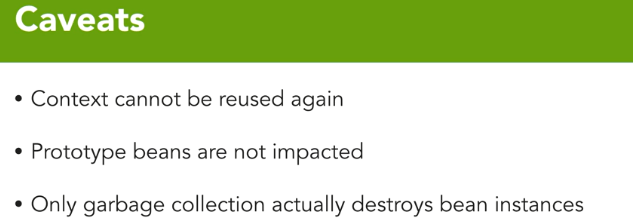 Caveats
• Context cannot be reused again
• Prototype beans are not impacted
• Only garbage collection actually destroys bean instances